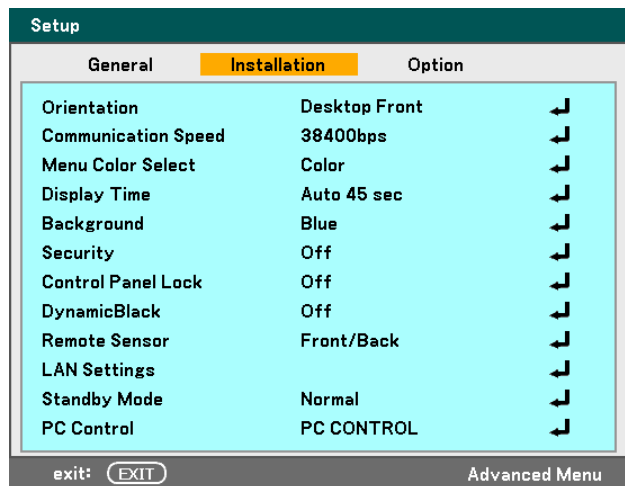 Setup
General Installation Option
Orientation Desktop Front
Communication Speed 38400bps
Menu Color Select Color
Display Time Auto 45 sec
Background Blue
Security Off
Control Panel Lock Off
DynamicBlack Off
Remote Sensor Front/Back
LAN Settings
Standby Mode Normal
PC Control PC CONTROL
exit: EXIT Advanced Menu